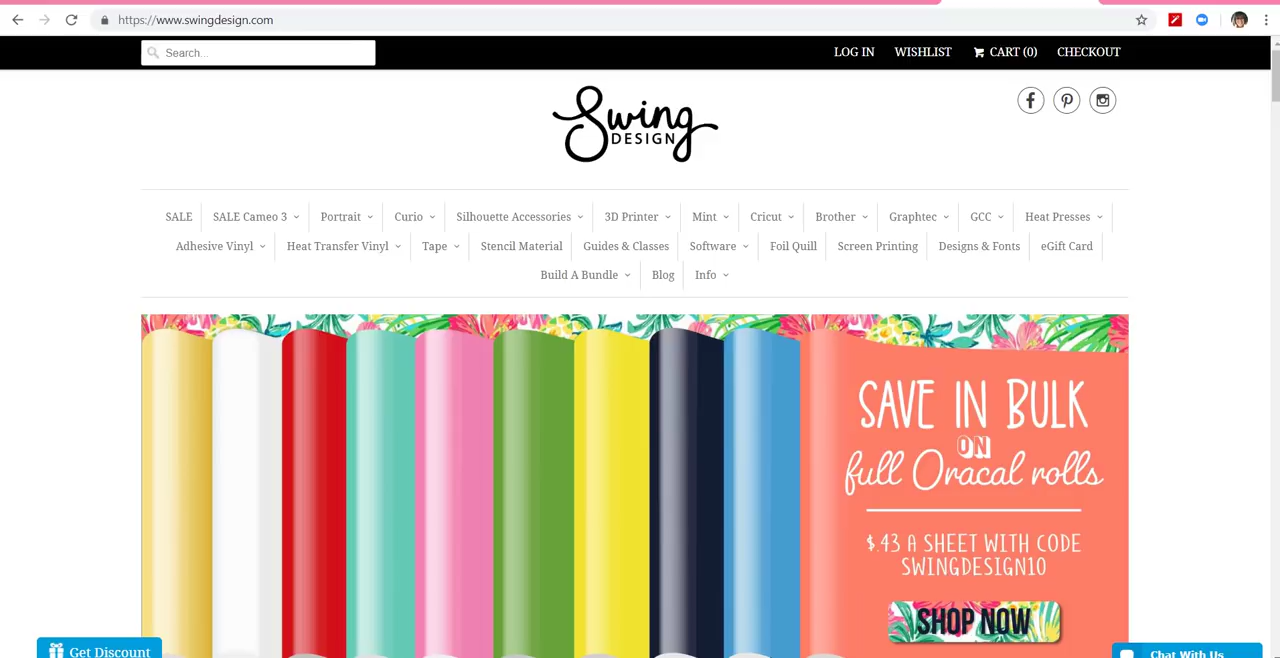 https://www.swingdesign.com
Search...
LOG IN WISHLIST CART (0) CHECKOUT
Swing
DESIGN
SALE SALE Cameo 3 Portrait Curio Silhouette Accessories 3D Printer Mint Cricut Brother Graphtec GCC Heat Presses
Adhesive Vinyl Heat Transfer Vinyl Tape Stencil Material Guides & Classes Software Foil Quill Screen Printing Designs & Fonts eGift Card
Build A Bundle Blog Info
SAVE IN BULK
ON
full Oracal rolls
$.43 A SHEET WITH CODE
SWINGDESIGN10
SHOP NOW
Get Discount
Chat With Us